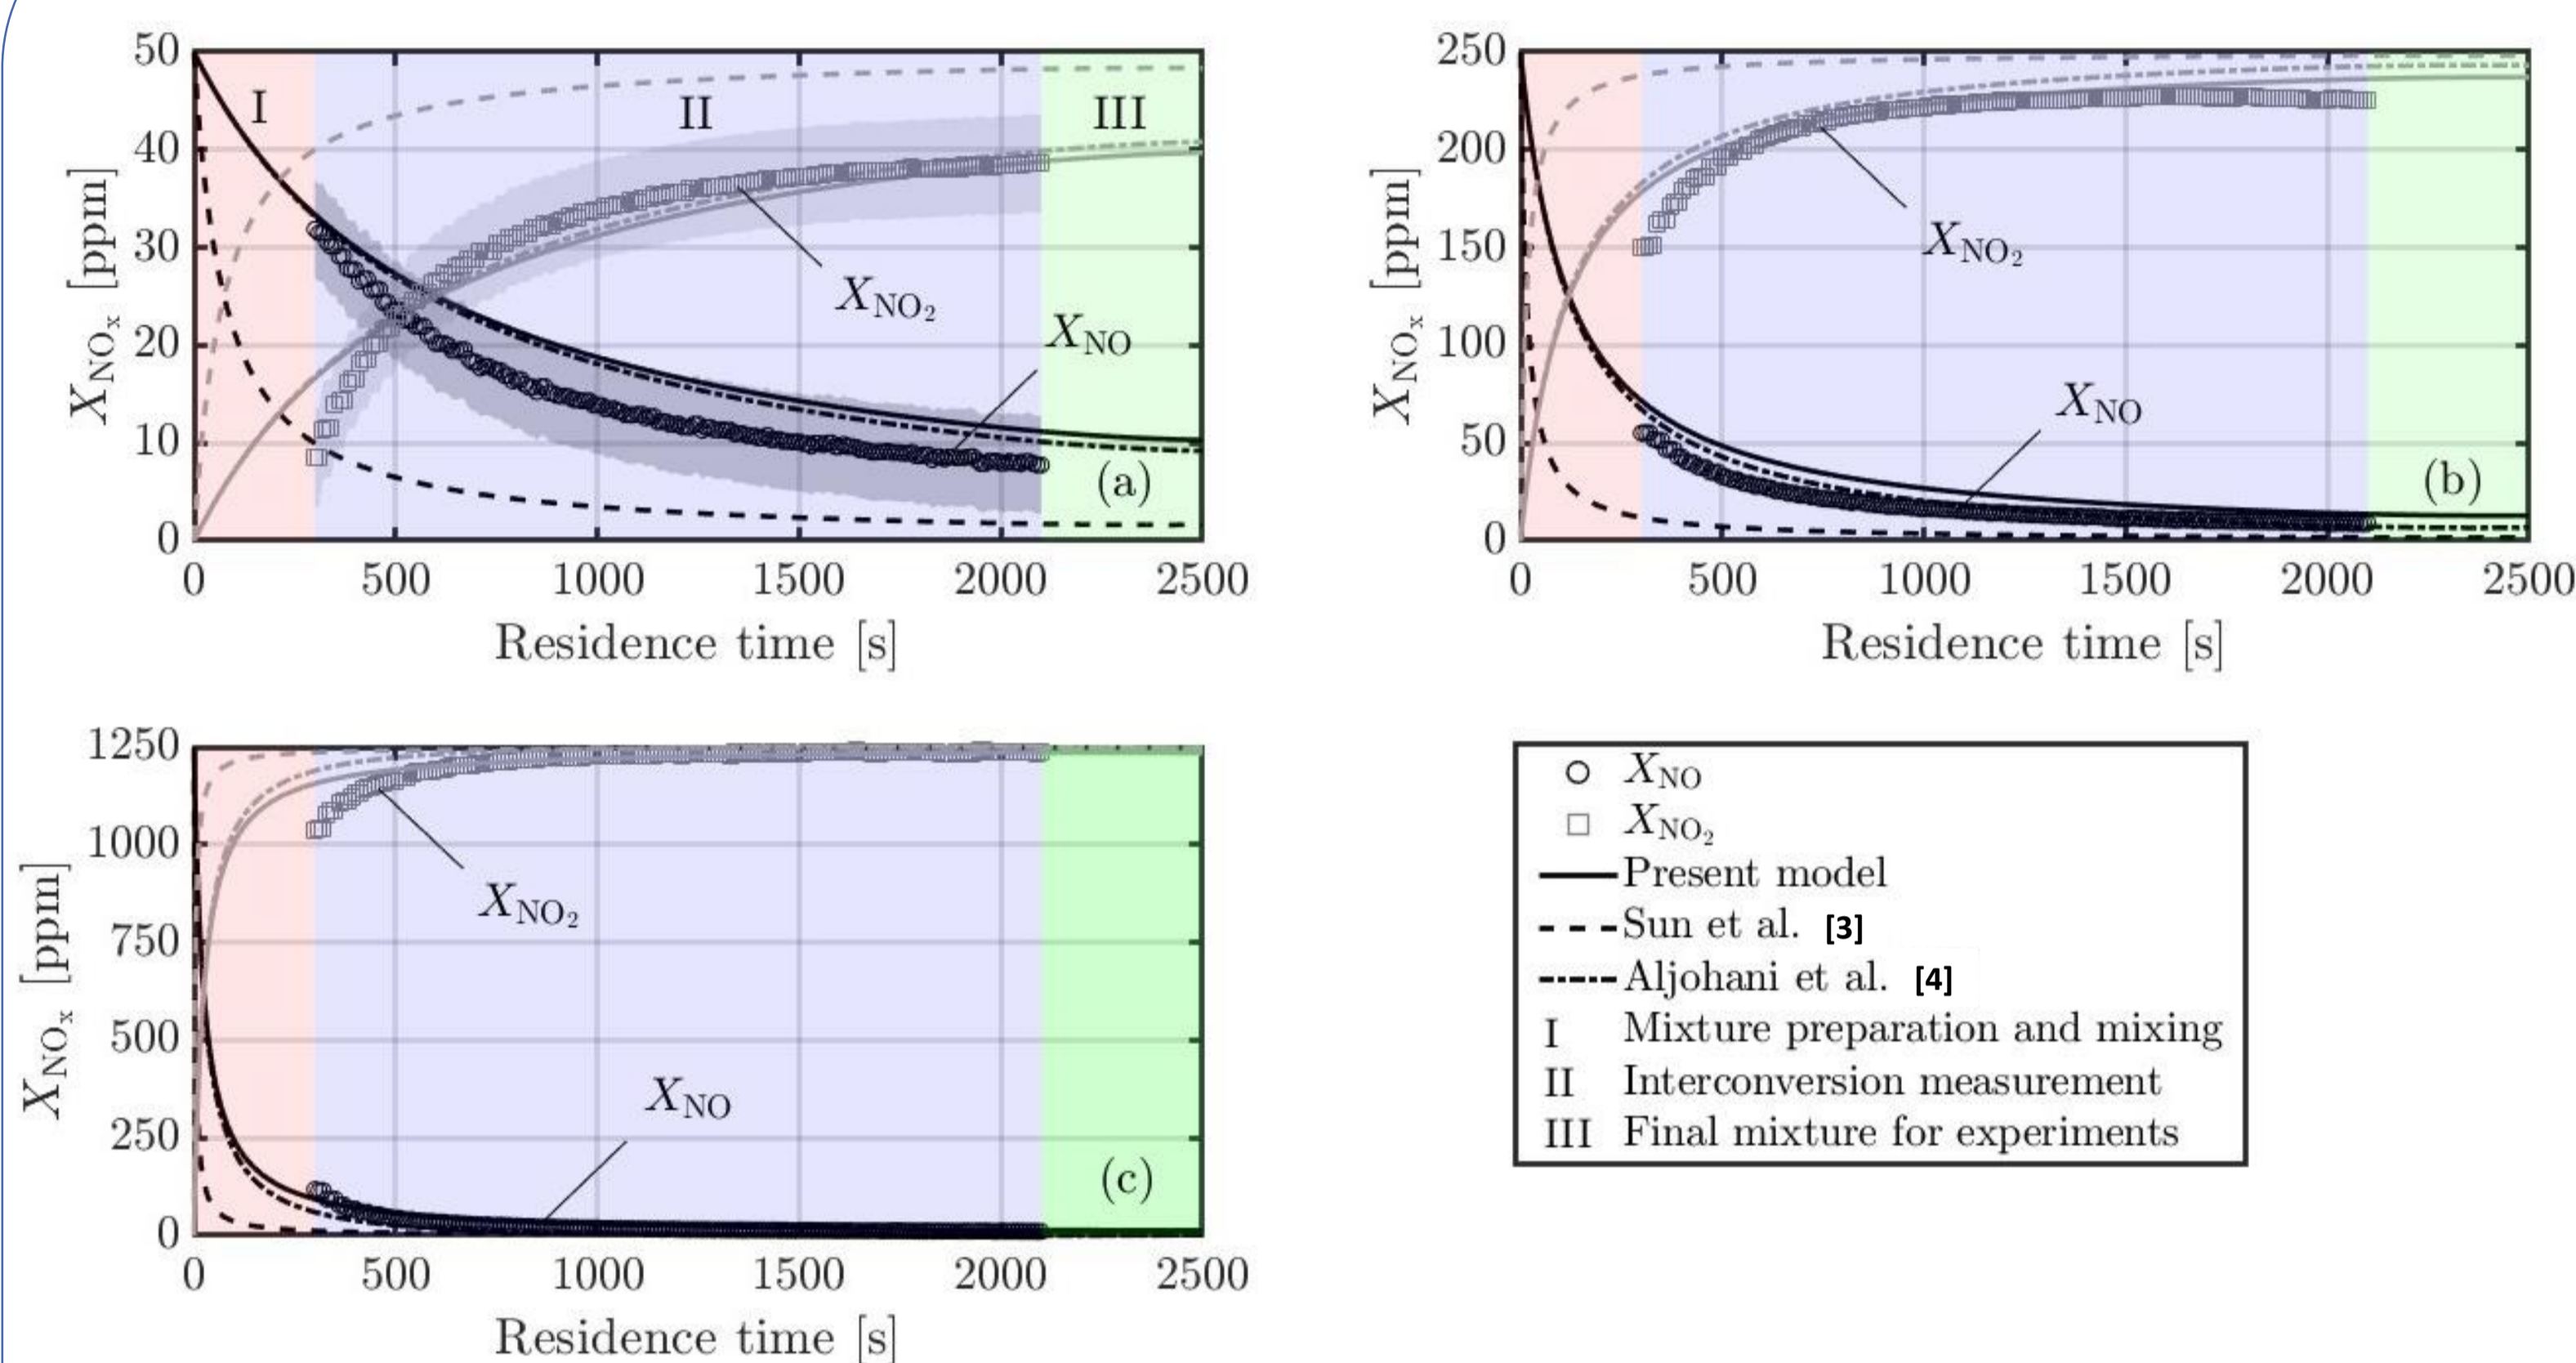 50
40
30
20
10
0
X_NOx [ppm]
I
II
III
X_NO2
X_NO
(a)
0 500 1000 1500 2000 2500
Residence time [s]
250
200
150
100
50
0
X_NOx [ppm]
X_NO2
X_NO
(b)
0 500 1000 1500 2000 2500
Residence time [s]
1250
1000
750
500
250
0
X_NOx [ppm]
X_NO2
X_NO
(c)
0 500 1000 1500 2000 2500
Residence time [s]
X_NO
X_NO2
Present model
Sun et al. [3]
Aljohani et al. [4]
I Mixture preparation and mixing
II Interconversion measurement
III Final mixture for experiments